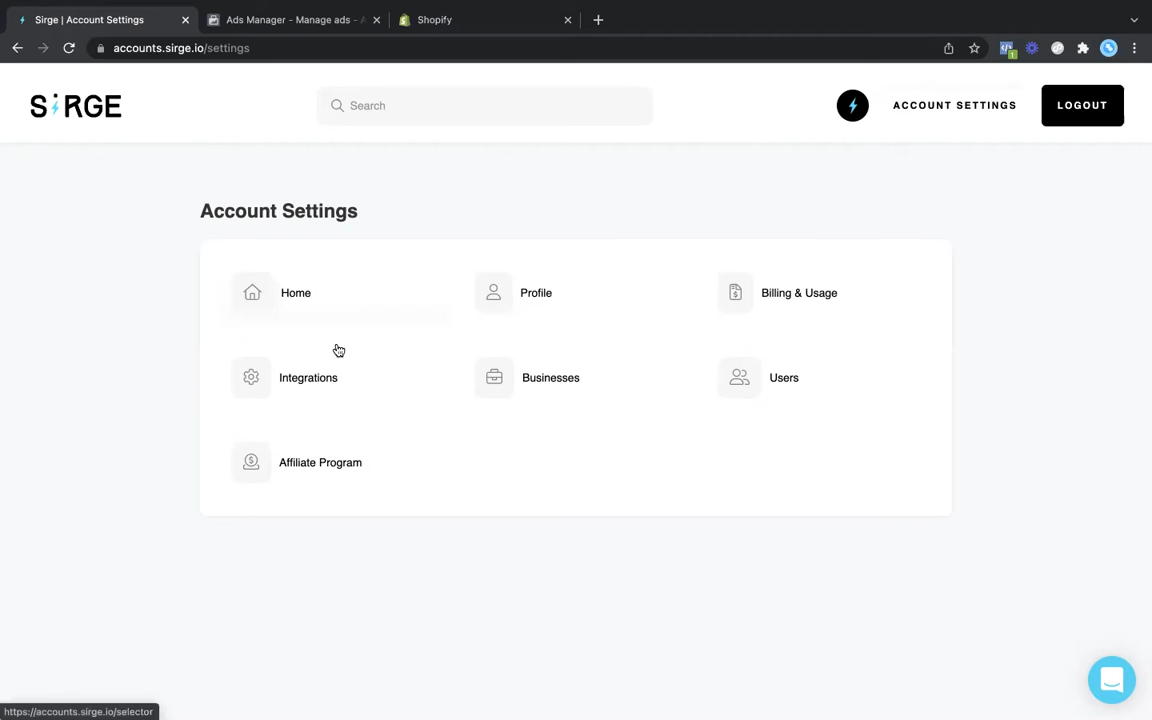 Sirge | Account Settings
Ads Manager - Manage ads - A
Shopify
accounts.sirge.io/settings
1
SiRGE
Search
ACCOUNT SETTINGS
LOGOUT
Account Settings
Home
Profile
Billing & Usage
Integrations
Businesses
Users
Affiliate Program
https://accounts.sirge.io/selector